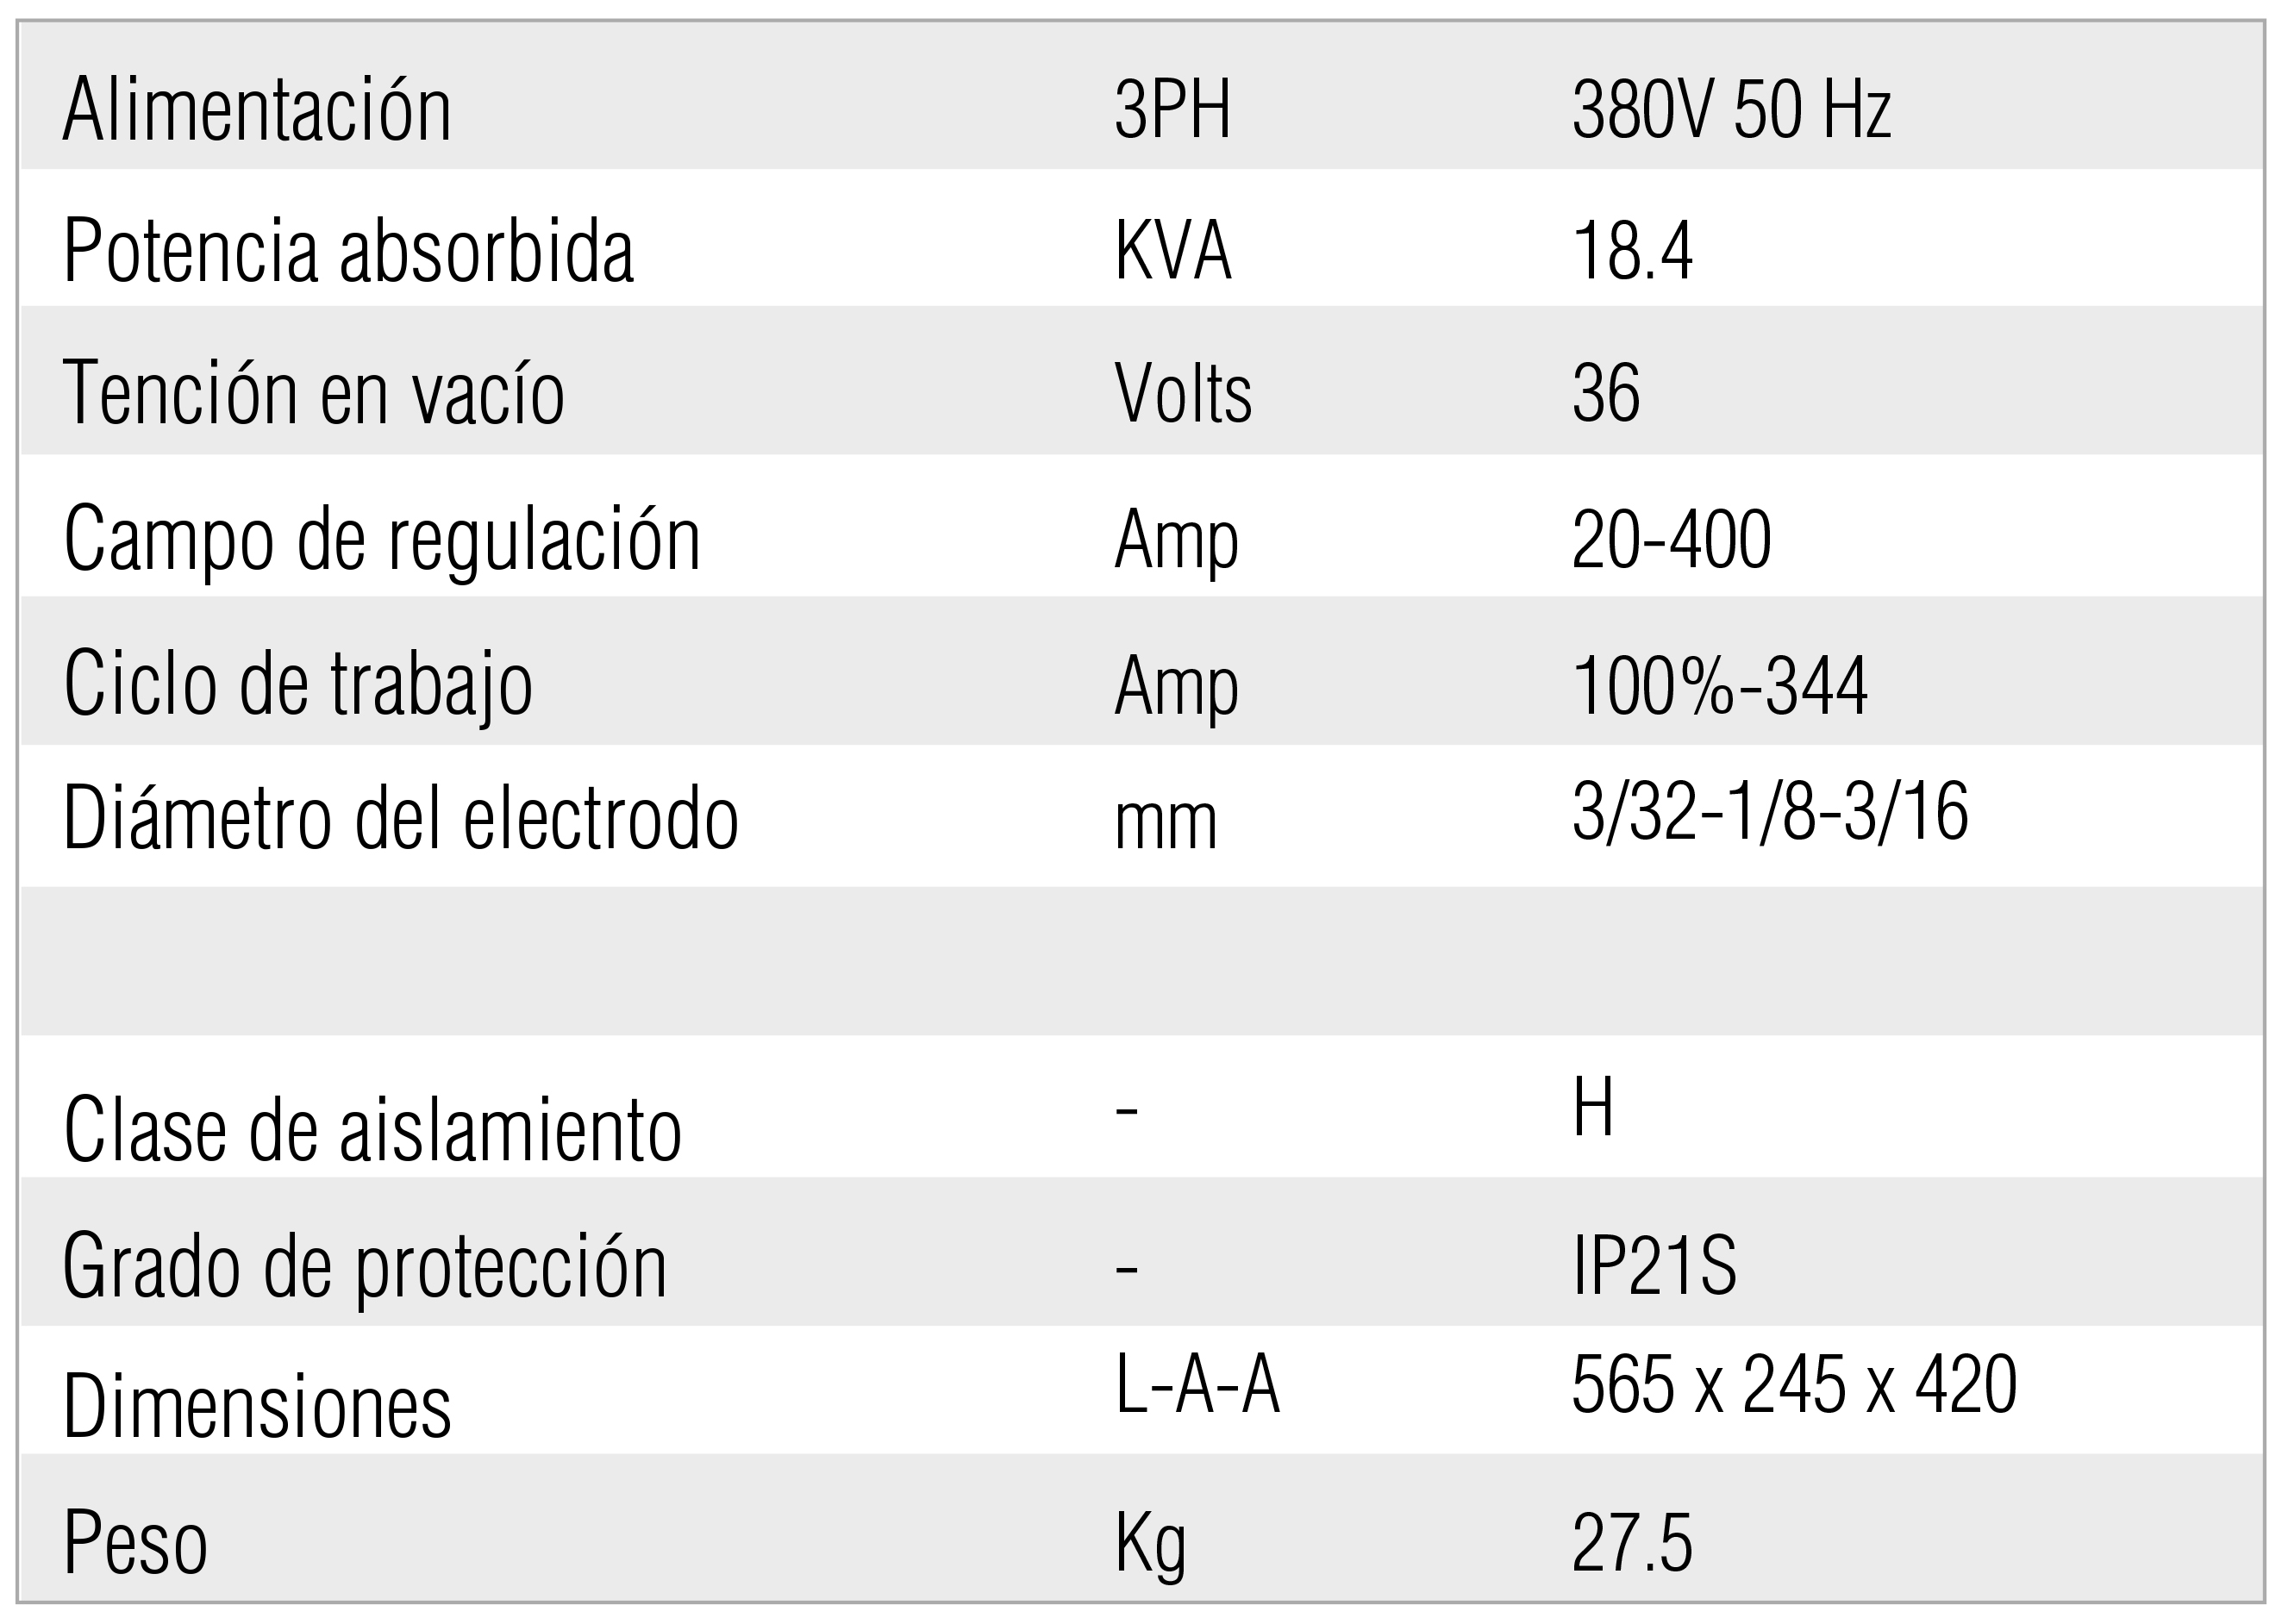 Alimentación 3PH 380V 50 Hz
Potencia absorbida KVA 18.4
Tención en vacío Volts 36
Campo de regulación Amp 20-400
Ciclo de trabajo Amp 100%-344
Diámetro del electrodo mm 3/32-1/8-3/16
Clase de aislamiento - H
Grado de protección - IP21S
Dimensiones L-A-A 565 x 245 x 420
Peso Kg 27.5